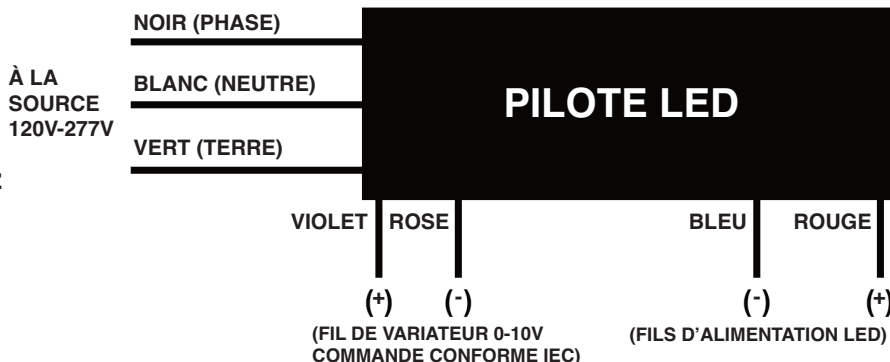 NOIR (PHASE)
À LA
SOURCE
120V-277V
BLANC (NEUTRE)
VERT (TERRE)
PILOTE LED
VIOLET
ROSE
BLEU
ROUGE
(+)
(-)
(-)
(+)
(FIL DE VARIATEUR 0-10V
COMMANDE CONFORME IEC)
(FILS D'ALIMENTATION LED)